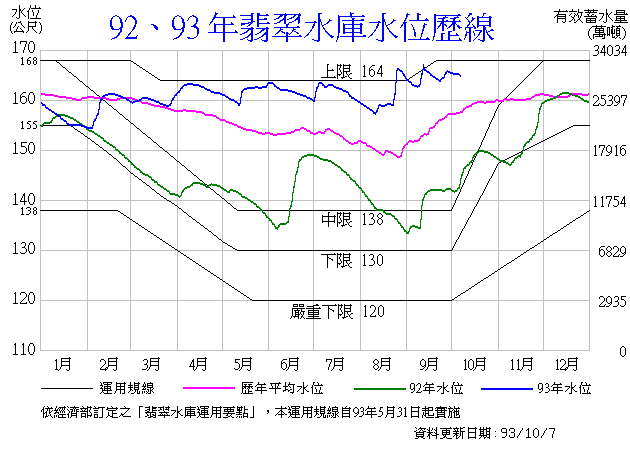 92、93年翡翠水庫水位歷線
水位
(公尺)
有效蓄水量
(萬噸)
170
168
160
155
150
140
138
130
120
110
34034
25397
17916
11754
6829
2935
0
上限 164
中限 138
下限 130
嚴重下限 120
1月 2月 3月 4月 5月 6月 7月 8月 9月 10月 11月 12月
運用規線 歷年平均水位 92年水位 93年水位
依經濟部訂定之「翡翠水庫運用要點」,本運用規線自93年5月31日起實施
資料更新日期: 93/10/7